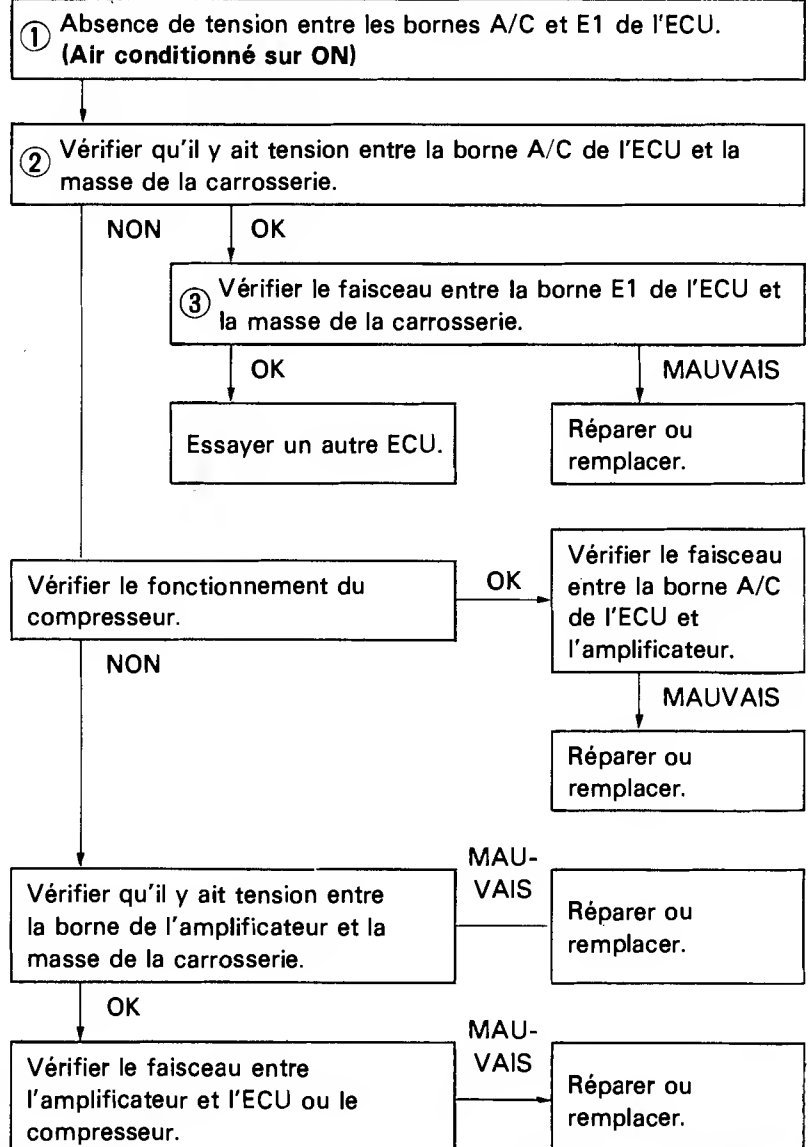 ① Absence de tension entre les bornes A/C et E1 de l'ECU.
(Air conditionné sur ON)
② Vérifier qu'il y ait tension entre la borne A/C de l'ECU et la
masse de la carrosserie.
NON
OK
③ Vérifier le faisceau entre la borne E1 de l'ECU et
la masse de la carrosserie.
OK
MAUVAIS
Essayer un autre ECU.
Réparer ou
remplacer.
Vérifier le fonctionnement du
compresseur.
OK
Vérifier le faisceau
entre la borne A/C
de l'ECU et
l'amplificateur.
NON
MAUVAIS
Réparer ou
remplacer.
Vérifier qu'il y ait tension entre
la borne de l'amplificateur et la
masse de la carrosserie.
MAU-
VAIS
Réparer ou
remplacer.
OK
Vérifier le faisceau entre
l'amplificateur et l'ECU ou le
compresseur.
MAU-
VAIS
Réparer ou
remplacer.